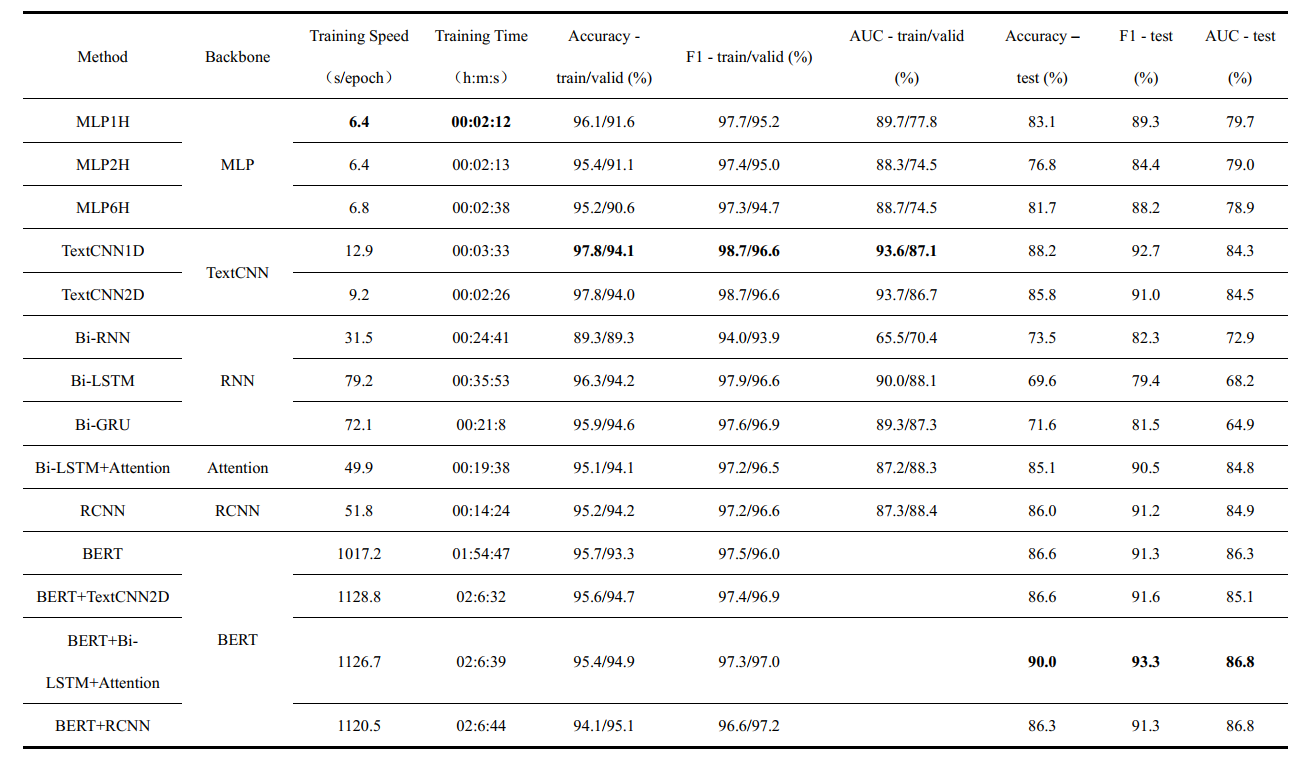 Method Backbone Training Speed （s/epoch） Training Time （h:m:s） Accuracy - train/valid (%) F1 - train/valid (%) AUC - train/valid (%) Accuracy – test (%) F1 - test (%) AUC - test (%)
MLP1H MLP 6.4 00:02:12 96.1/91.6 97.7/95.2 89.7/77.8 83.1 89.3 79.7
MLP2H 6.4 00:02:13 95.4/91.1 97.4/95.0 88.3/74.5 76.8 84.4 79.0
MLP6H 6.8 00:02:38 95.2/90.6 97.3/94.7 88.7/74.5 81.7 88.2 78.9
TextCNN1D TextCNN 12.9 00:03:33 97.8/94.1 98.7/96.6 93.6/87.1 88.2 92.7 84.3
TextCNN2D 9.2 00:02:26 97.8/94.0 98.7/96.6 93.7/86.7 85.8 91.0 84.5
Bi-RNN RNN 31.5 00:24:41 89.3/89.3 94.0/93.9 65.5/70.4 73.5 82.3 72.9
Bi-LSTM 79.2 00:35:53 96.3/94.2 97.9/96.6 90.0/88.1 69.6 79.4 68.2
Bi-GRU 72.1 00:21:8 95.9/94.6 97.6/96.9 89.3/87.3 71.6 81.5 64.9
Bi-LSTM+Attention Attention 49.9 00:19:38 95.1/94.1 97.2/96.5 87.2/88.3 85.1 90.5 84.8
RCNN RCNN 51.8 00:14:24 95.2/94.2 97.2/96.6 87.3/88.4 86.0 91.2 84.9
BERT BERT 1017.2 01:54:47 95.7/93.3 97.5/96.0 86.6 91.3 86.3
BERT+TextCNN2D 1128.8 02:6:32 95.6/94.7 97.4/96.9 86.6 91.6 85.1
BERT+Bi-
LSTM+Attention 1126.7 02:6:39 95.4/94.9 97.3/97.0 90.0 93.3 86.8
BERT+RCNN 1120.5 02:6:44 94.1/95.1 96.6/97.2 86.3 91.3 86.8